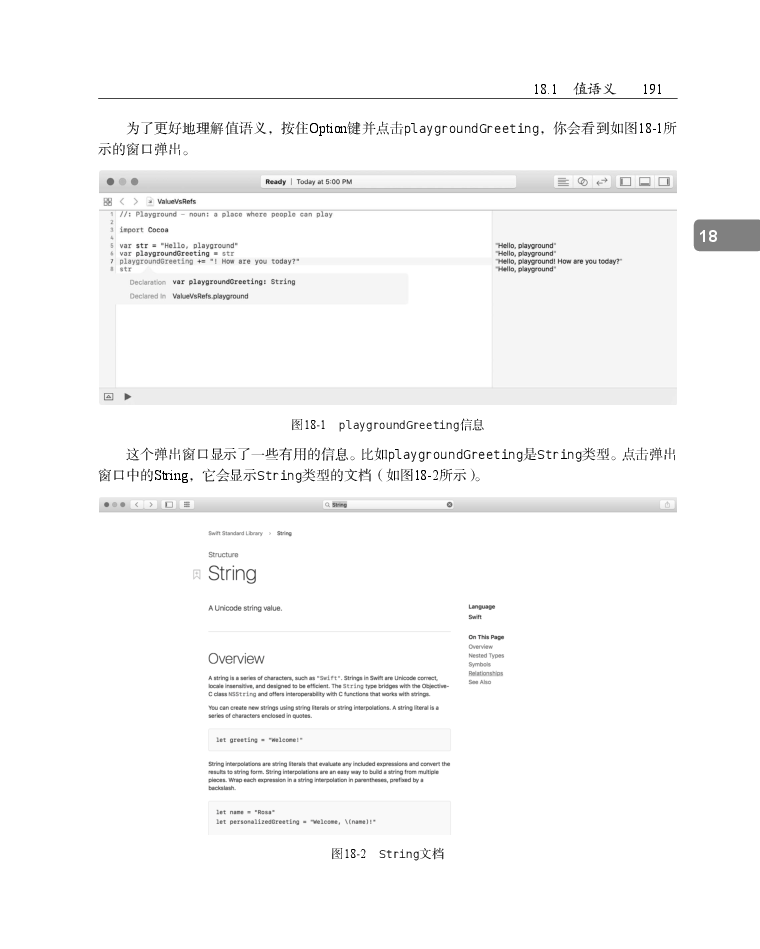 18.1 值语义 191
为了更好地理解值语义，按住Option键并点击playgroundGreeting，你会看到如图18-1所
示的窗口弹出。
Ready | Today at 5:00 PM
ValueVsRefs
18
1 //: Playground - noun: a place where people can play
2
3 import Cocoa
4
5 var str = "Hello, playground" "Hello, playground"
6 var playgroundGreeting = str "Hello, playground"
7 playgroundGreeting += "! How are you today?" "Hello, playground! How are you today?"
8 str "Hello, playground"
Declaration var playgroundGreeting: String
Declared In ValueVsRefs.playground
图18-1 playgroundGreeting信息
这个弹出窗口显示了一些有用的信息。比如playgroundGreeting是String类型。点击弹出
窗口中的String，它会显示String类型的文档（如图18-2所示）。
String
Swift Standard Library › String
Structure
String
A Unicode string value.
Language
Swift
On This Page
Overview
Nested Types
Symbols
Relationships
See Also
Overview
A string is a series of characters, such as "Swift". Strings in Swift are Unicode correct,
locale insensitive, and designed to be efficient. The String type bridges with the Objective-
C class NSString and offers interoperability with C functions that works with strings.
You can create new strings using string literals or string interpolations. A string literal is a
series of characters enclosed in quotes.
let greeting = "Welcome!"
String interpolations are string literals that evaluate any included expressions and convert the
results to string form. String interpolations are an easy way to build a string from multiple
pieces. Wrap each expression in a string interpolation in parentheses, prefixed by a
backslash.
let name = "Rosa"
let personalizedGreeting = "Welcome, \(name)!"
图18-2 String文档